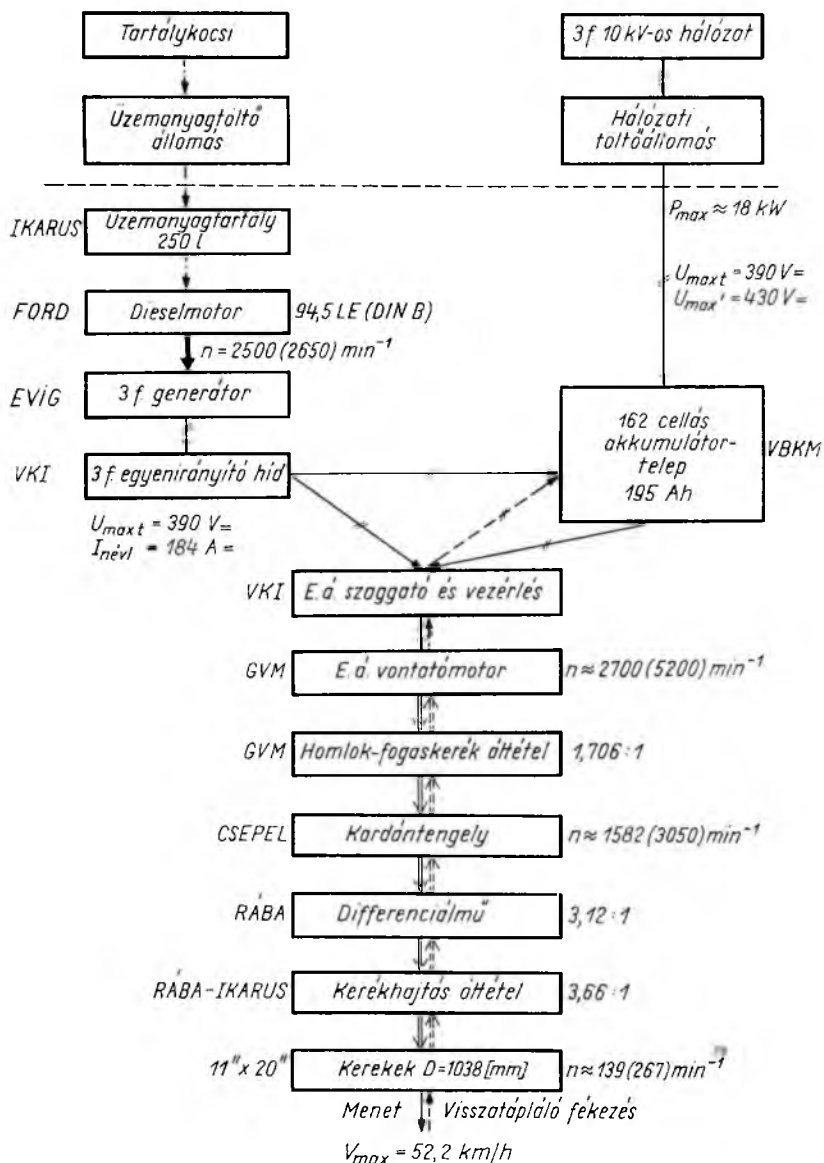 Tartálykocsi
3f 10kV-os hálózat
Üzemanyagtöltő
állomás
Hálózati
töltőállomás
Pmax ≈ 18 kW
IKARUS
Üzemanyagtartály
250 l
Umaxt = 390 V=
Umax' = 430 V=
FORD
Dieselmotor
94,5 LE (DIN B)
n = 2500 (2650) min⁻¹
EVIG
3f. generátor
162 cellás
akkumulátor-
telep
195 Ah
VBKM
VKI
3f. egyenirányító híd
Umaxt = 390 V=
Inévl = 184 A=
VKI
E.á. szaggató és vezérlés
GVM
E.á. vontatómotor
n≈2700 (5200) min⁻¹
GVM
Homlok-fogaskerék áttétel
1,706:1
CSEPEL
Kardántengely
n≈1582 (3050) min⁻¹
RÁBA
Differenciálmű
3,12:1
RÁBA-IKARUS
Kerékhajtás áttétel
3,66:1
11"x 20"
Kerekek D=1038 [mm]
n≈139 (267) min⁻¹
Menet
Visszatápláló fékezés
Vmax = 52,2 km/h